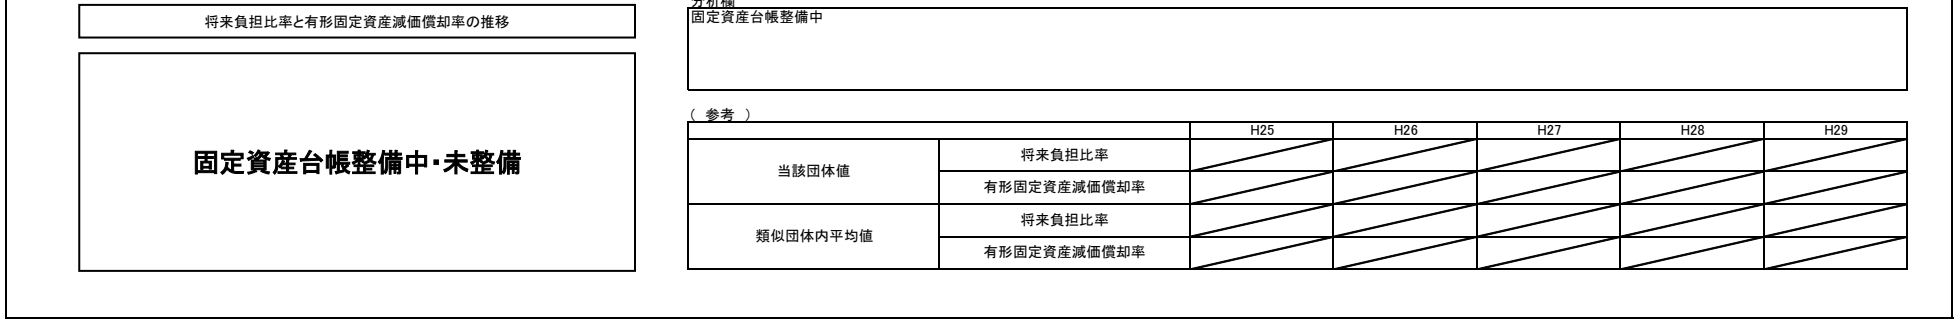 将来負担比率と有形固定資産減価償却率の推移
固定資産台帳整備中・未整備
分析欄
固定資産台帳整備中
（ 参考 ）
H25 H26 H27 H28 H29
当該団体値
将来負担比率
有形固定資産減価償却率
類似団体内平均値
将来負担比率
有形固定資産減価償却率